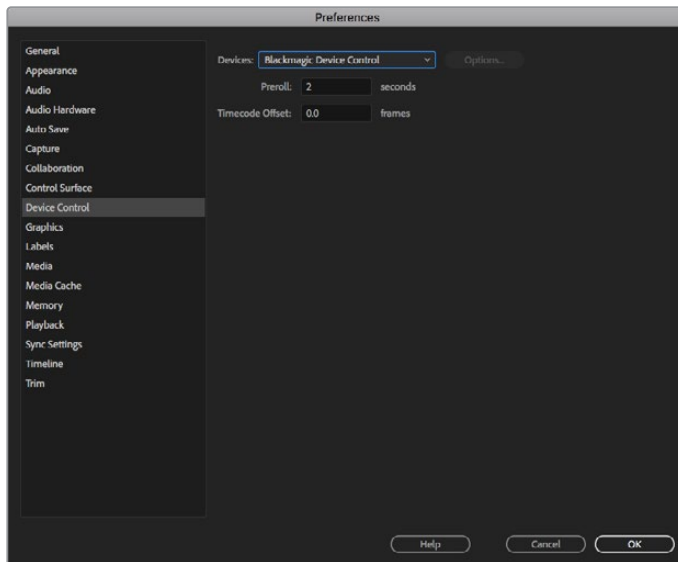 Preferences
General
Appearance
Audio
Audio Hardware
Auto Save
Capture
Collaboration
Control Surface
Device Control
Graphics
Labels
Media
Media Cache
Memory
Playback
Sync Settings
Timeline
Trim
Devices: Blackmagic Device Control Options...
Preroll: 2 seconds
Timecode Offset: 0.0 frames
Help Cancel OK